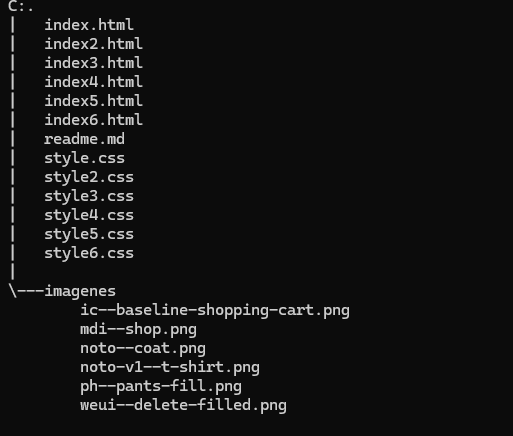 C:.
|   index.html
|   index2.html
|   index3.html
|   index4.html
|   index5.html
|   index6.html
|   readme.md
|   style.css
|   style2.css
|   style3.css
|   style4.css
|   style5.css
|   style6.css
|
\---imagenes
        ic--baseline-shopping-cart.png
        mdi--shop.png
        noto--coat.png
        noto-v1--t-shirt.png
        ph--pants-fill.png
        weui--delete-filled.png